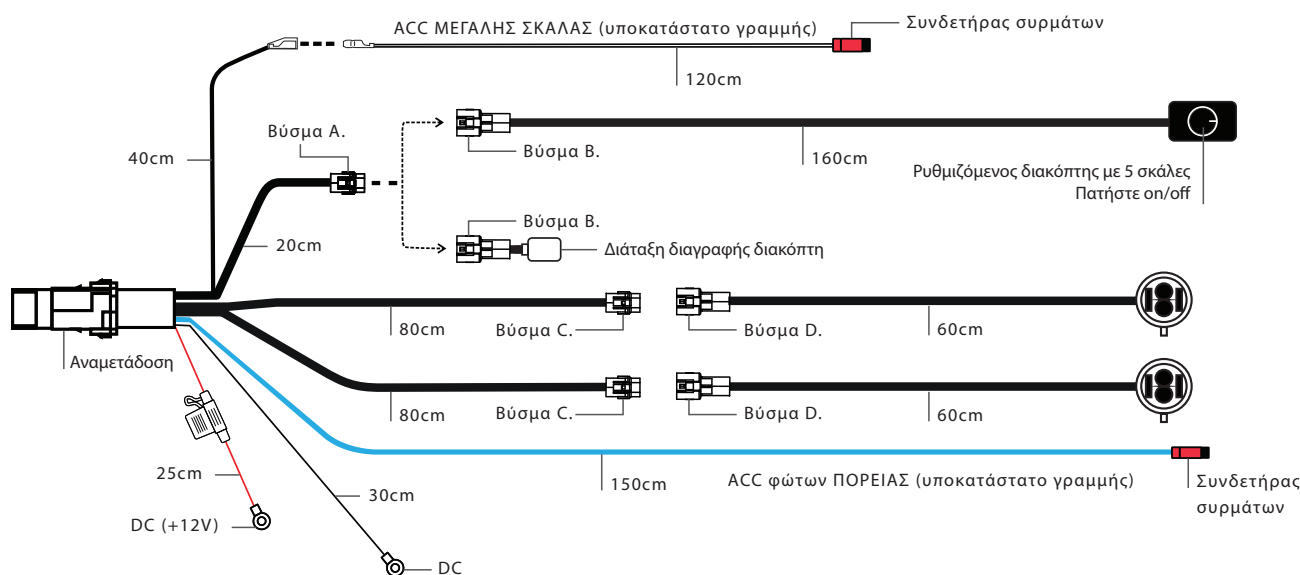 ACC ΜΕΓΑΛΗΣ ΣΚΑΛΑΣ (υποκατάστατο γραμμής)
Συνδετήρας συρμάτων
120cm
Βύσμα A.
40cm
Βύσμα B.
160cm
Ρυθμιζόμενος διακόπτης με 5 σκάλες
Πατήστε on/off
Βύσμα B.
20cm
Διάταξη διαγραφής διακόπτη
80cm
Βύσμα C.
Βύσμα D.
60cm
Αναμετάδοση
80cm
Βύσμα C.
Βύσμα D.
60cm
25cm
30cm
150cm
ACC φώτων ΠΟΡΕΙΑΣ (υποκατάστατο γραμμής)
Συνδετήρας
συρμάτων
DC (+12V)
DC